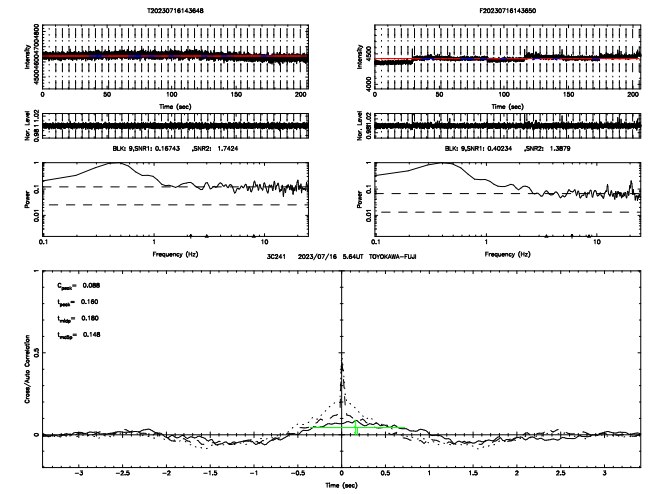 T20230716143648
F20230716143650
Intensity
4500 4600 4700 4800
0 50 100 150 200
Time (sec)
Intensity
4000 4500
0 50 100 150 200
Time (sec)
Nor. Level
0.98 1 1.02
Nor. Level
0.98 1 1.02
BLK: 9,SNR1: 0.16743 ,SNR2: 1.7424
BLK: 9,SNR1: 0.40234 ,SNR2: 1.3879
Power
1
0.1
0.01
0.1 1 10
Frequency (Hz)
Power
1
0.1
0.01
0.1 1 10
Frequency (Hz)
3C241 2023/07/16 5.64UT TOYOKAWA-FUJI
Cross/Auto Correlation
1
0.5
0
Cpeak= 0.088
tpeak= 0.160
tmidp= 0.180
0.148
−3 −2.5 −2 −1.5 −1 −0.5 0 0.5 1 1.5 2 2.5 3
Time (sec)